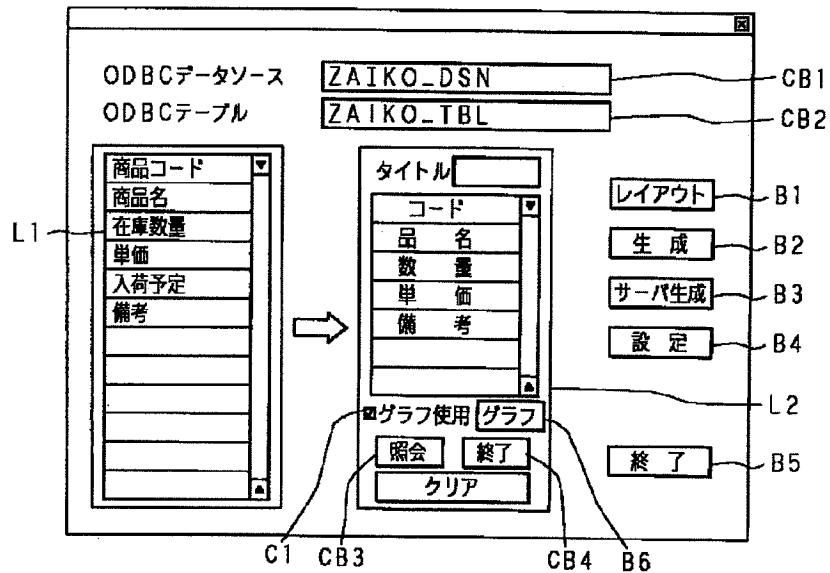 ODBCデータソース ZAIKO_DSN CB1
ODBCテーブル ZAIKO_TBL CB2
L1
商品コード
商品名
在庫数量
単価
入荷予定
備考
タイトル
コード
品 名
数 量
単 価
備 考
グラフ使用 グラフ
照会 終了
クリア
レイアウト B1
生 成 B2
サーバ生成 B3
設 定 B4
L2
終 了 B5
C1 CB3 CB4 B6